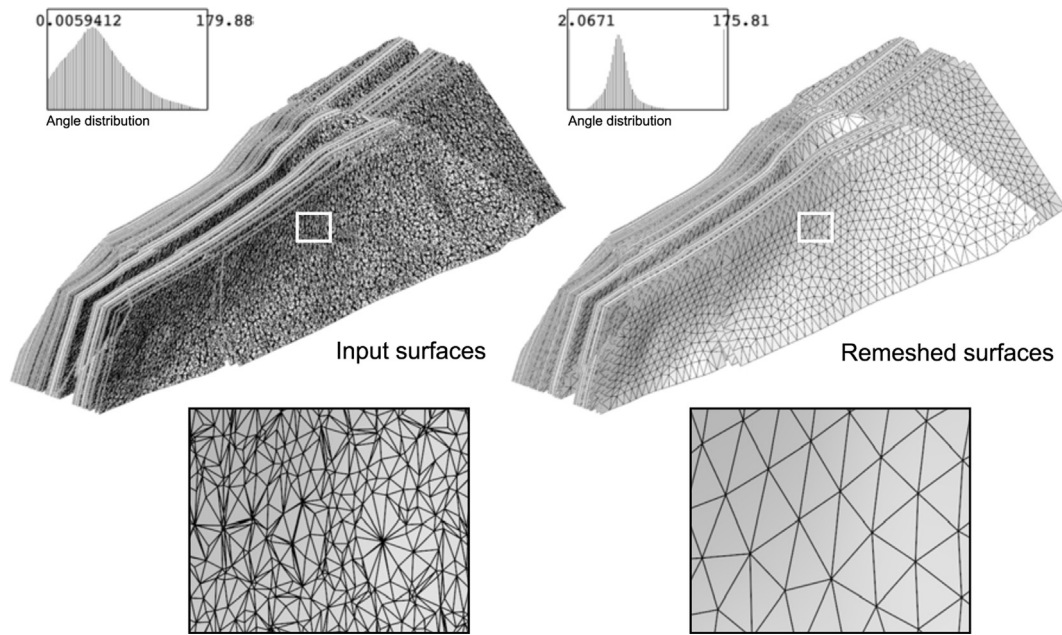 0.0059412 179.88
Angle distribution
2.0671 175.81
Angle distribution
Input surfaces
Remeshed surfaces